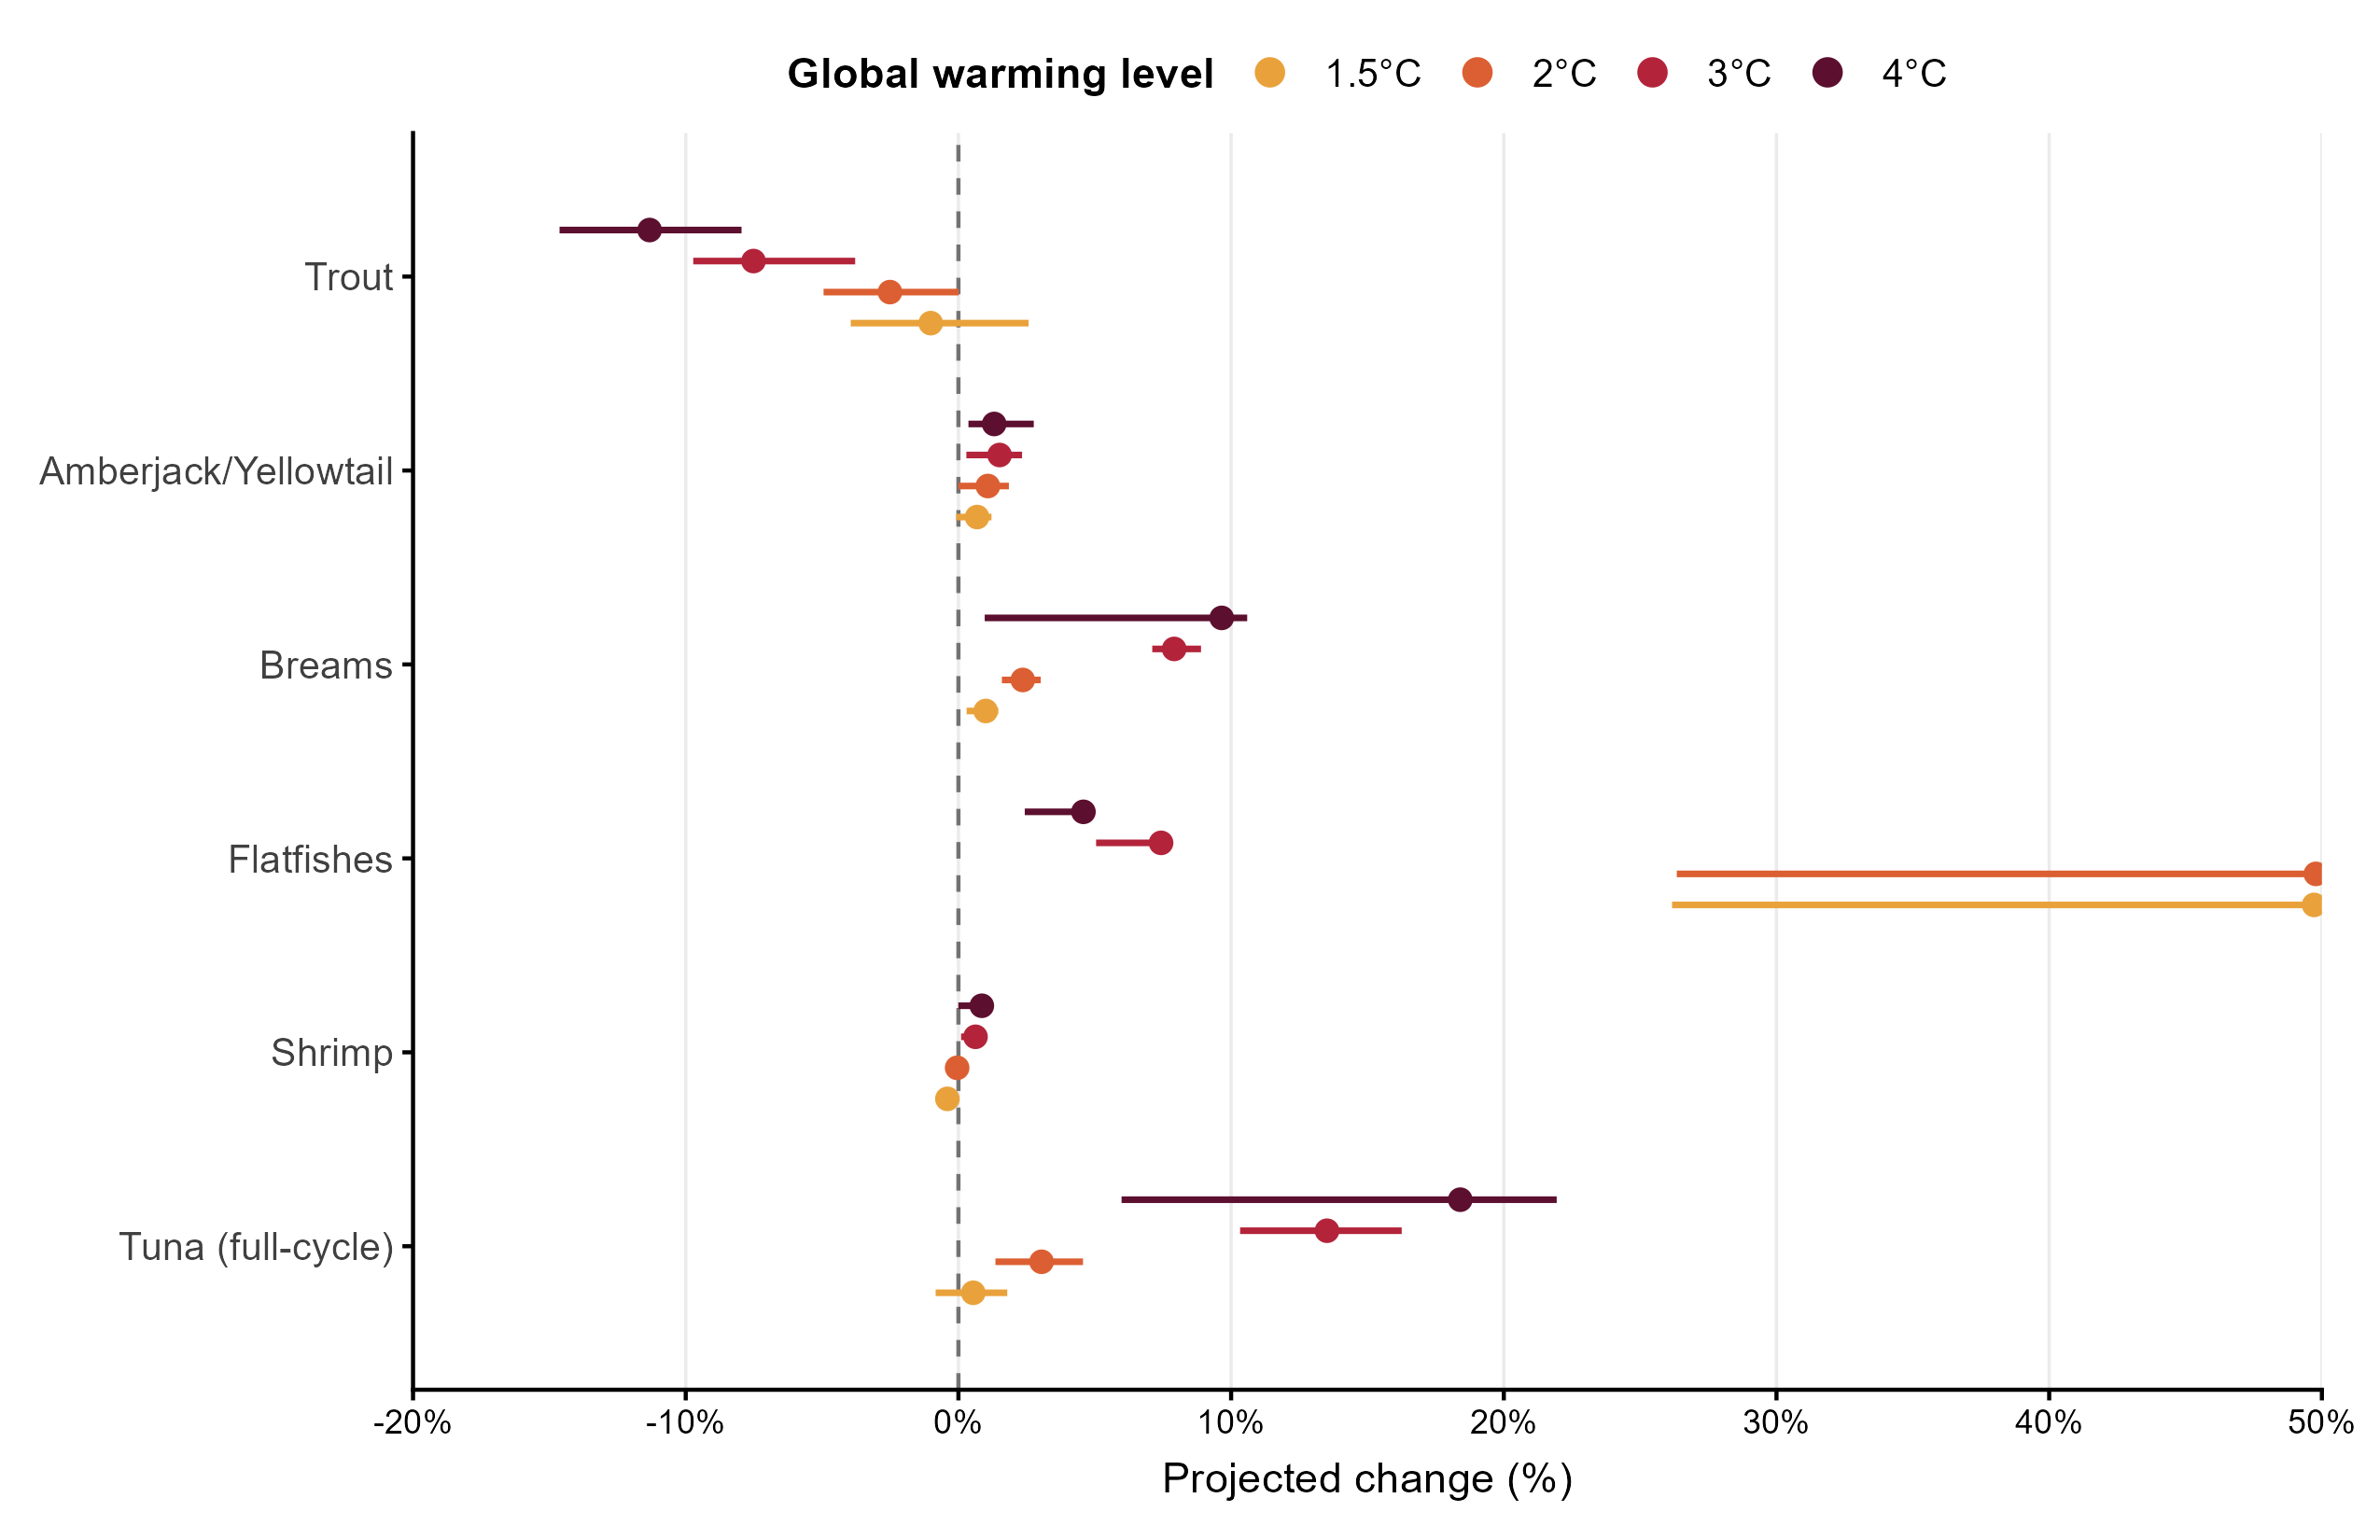 Global warming level 1.5°C 2°C 3°C 4°C
Trout
Amberjack/Yellowtail
Breams
Flatfishes
Shrimp
Tuna (full-cycle)
-20% -10% 0% 10% 20% 30% 40% 50%
Projected change (%)